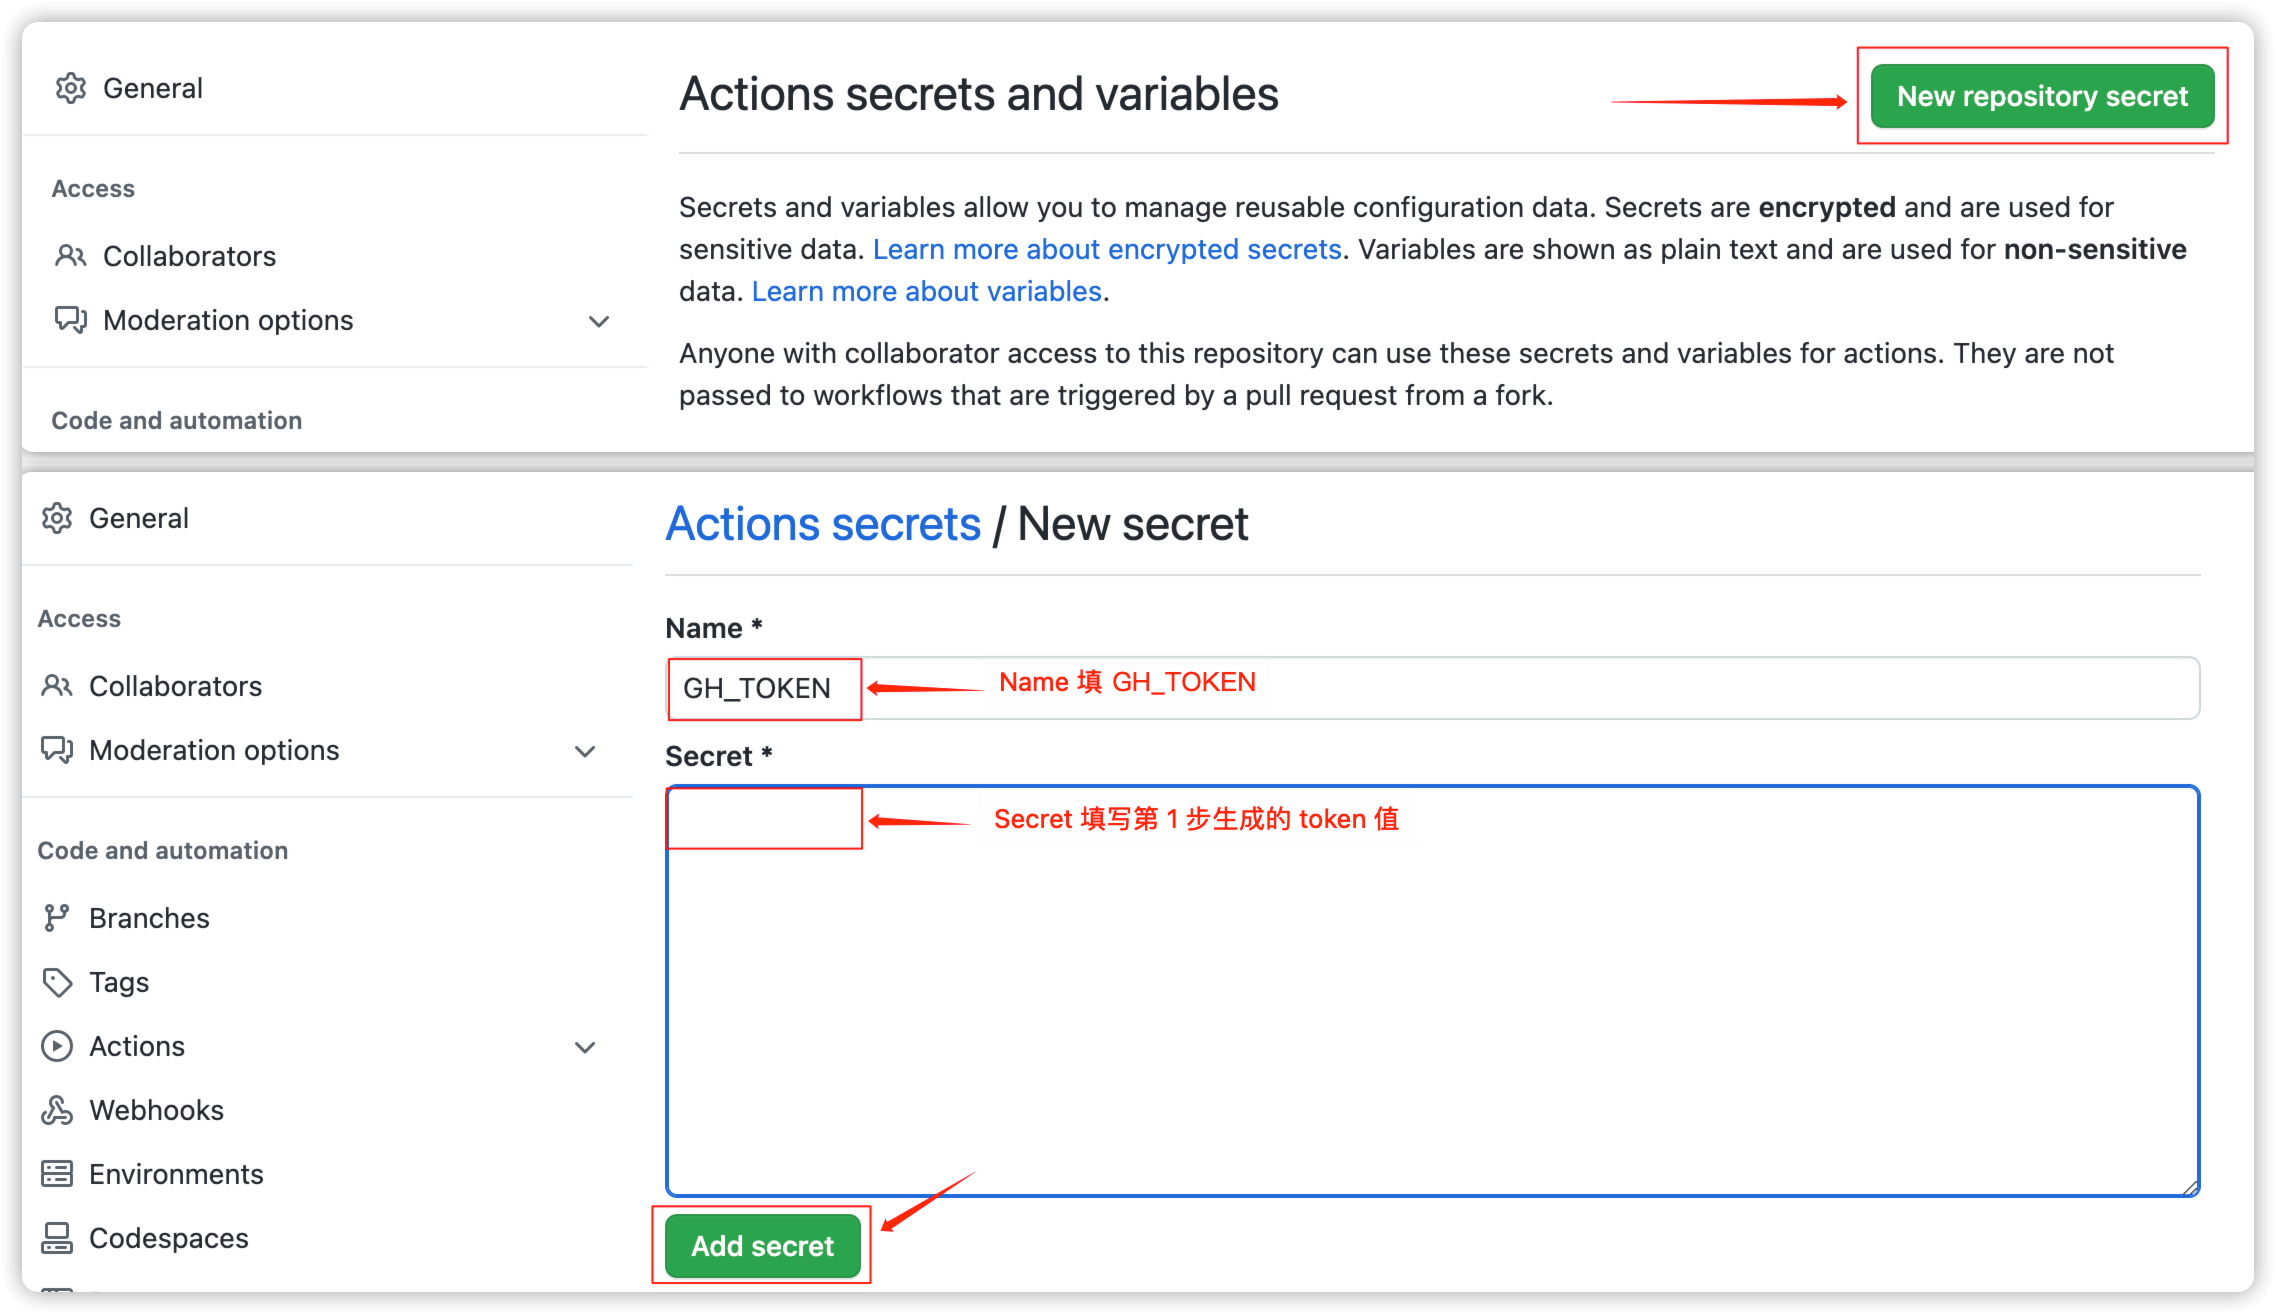 General
Access
Collaborators
Moderation options
Code and automation
Actions secrets and variables
New repository secret
Secrets and variables allow you to manage reusable configuration data. Secrets are encrypted and are used for
sensitive data. Learn more about encrypted secrets. Variables are shown as plain text and are used for non-sensitive
data. Learn more about variables.
Anyone with collaborator access to this repository can use these secrets and variables for actions. They are not
passed to workflows that are triggered by a pull request from a fork.
General
Access
Collaborators
Moderation options
Code and automation
Branches
Tags
Actions
Webhooks
Environments
Codespaces
Actions secrets / New secret
Name *
GH_TOKEN
Name 填 GH_TOKEN
Secret *
Secret 填写第 1 步生成的 token 值
Add secret